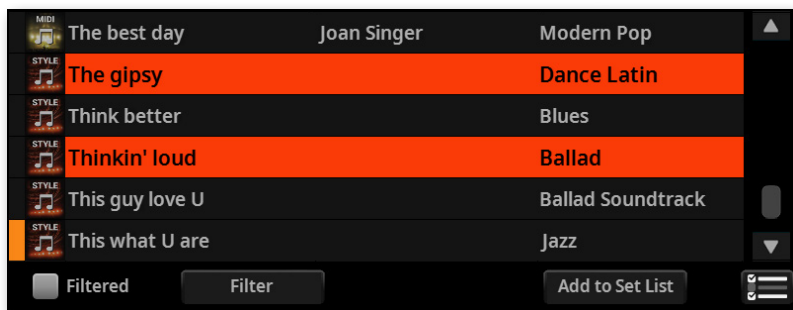 MIDI The best day Joan Singer Modern Pop
STYLE The gipsy Dance Latin
STYLE Think better Blues
STYLE Thinkin' loud Ballad
STYLE This guy love U Ballad Soundtrack
STYLE This what U are Jazz
Filtered Filter Add to Set List